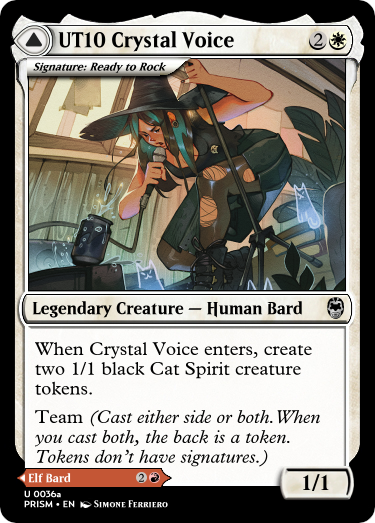 UT10 Crystal Voice 2
Signature: Ready to Rock
Legendary Creature — Human Bard
When Crystal Voice enters, create
two 1/1 black Cat Spirit creature
tokens.
Team (Cast either side or both. When
you cast both, the back is a token.
Tokens don't have signatures.)
Elf Bard 2
1/1
U 0036a
PRISM • EN Simone Ferriero